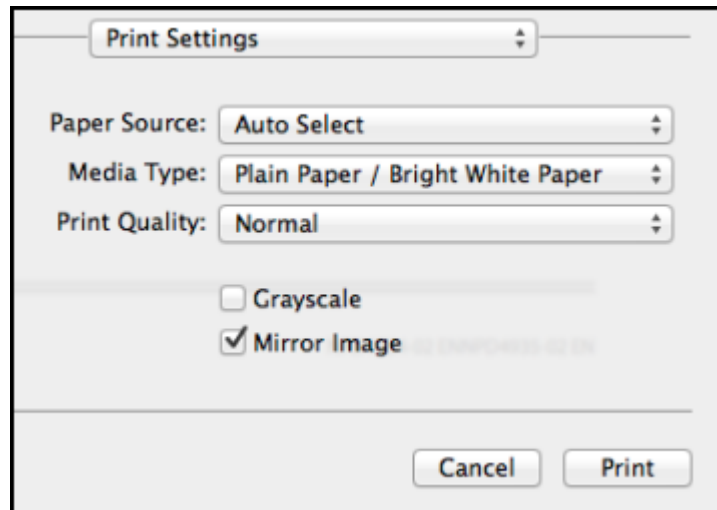 Print Settings
Paper Source: Auto Select
Media Type: Plain Paper / Bright White Paper
Print Quality: Normal
Grayscale
Mirror Image
Cancel Print